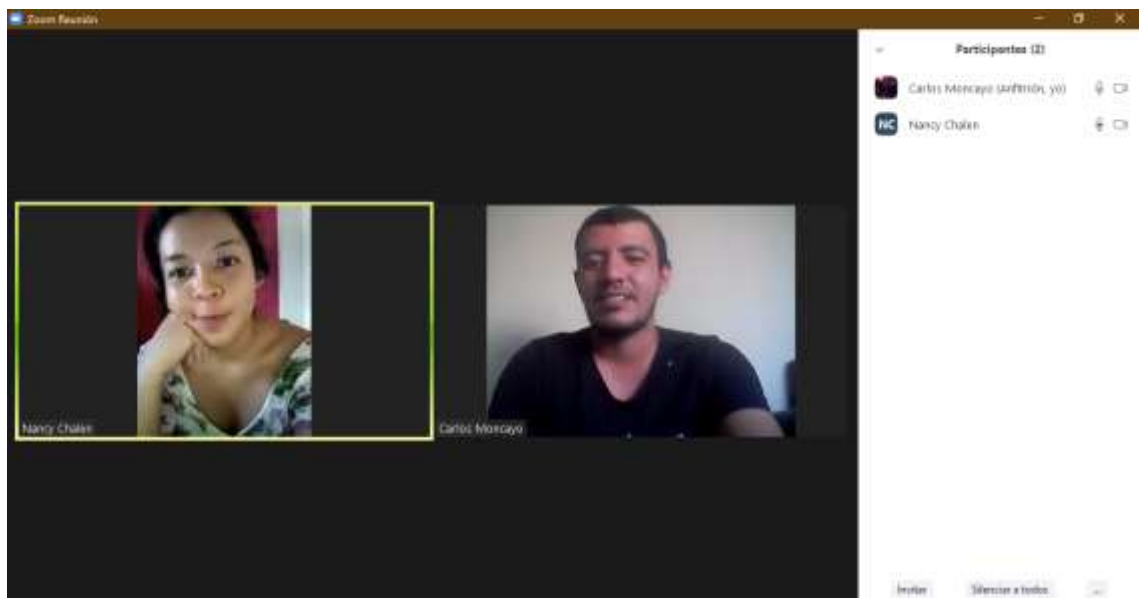 Zoom Reunión
Participantes (2)
Carlos Moncayo (Anfitrión, yo)
NC
Nancy Chalen
Nancy Chalen
Carlos Moncayo
Invitar
Silenciar a todos
...